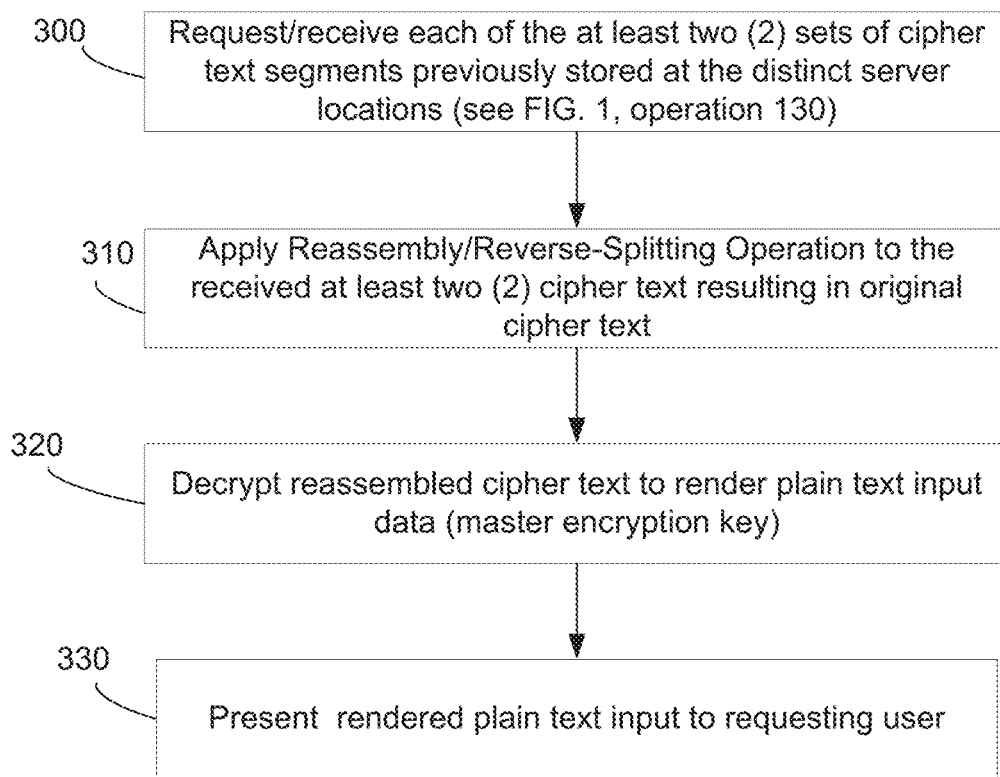 300
Request/receive each of the at least two (2) sets of cipher
text segments previously stored at the distinct server
locations (see FIG. 1, operation 130)
310
Apply Reassembly/Reverse-Splitting Operation to the
received at least two (2) cipher text resulting in original
cipher text
320
Decrypt reassembled cipher text to render plain text input
data (master encryption key)
330
Present rendered plain text input to requesting user